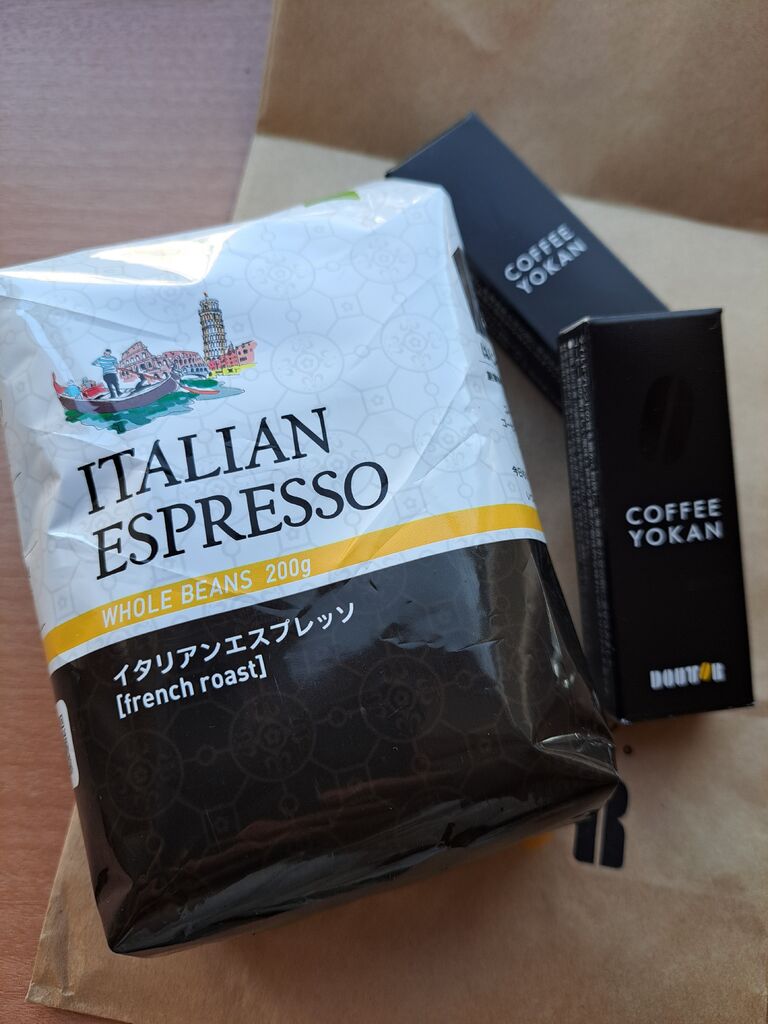 ITALIAN
ESPRESSO
WHOLE BEANS 200g
イタリアンエスプレッソ
[french roast]
COFFEE
YOKAN
COFFEE
YOKAN
DOUTOR
R